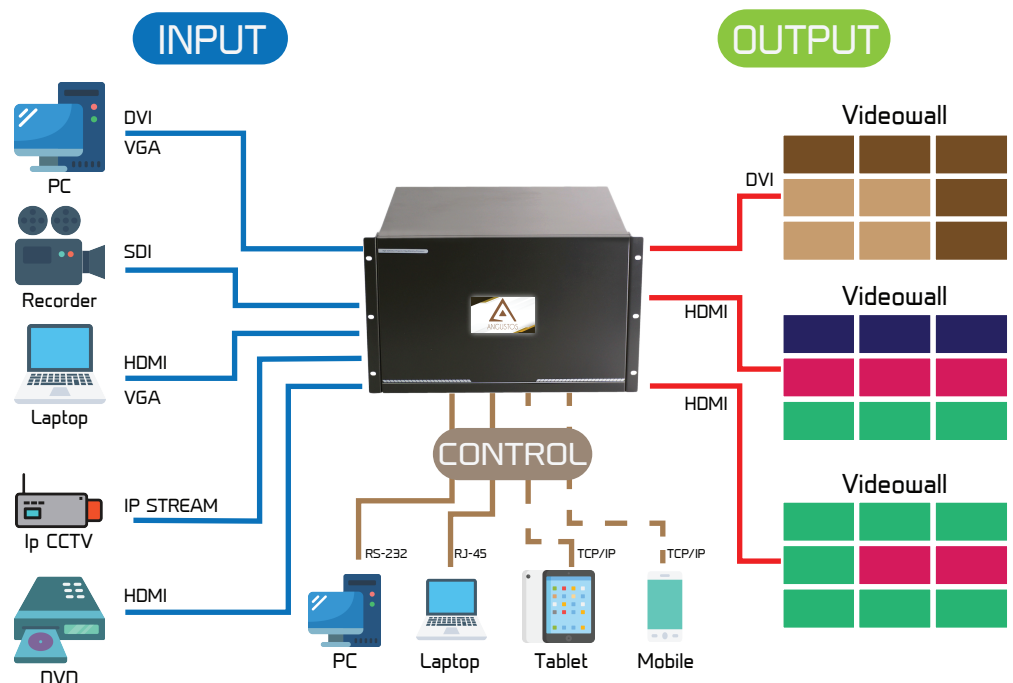 INPUT
OUTPUT
DVI
VGA
PC
SDI
Recorder
HDMI
VGA
Laptop
IP STREAM
Ip CCTV
HDMI
DVD
ANCUSTOS
CONTROL
RS-232
RJ-45
TCP/IP
TCP/IP
PC
Laptop
Tablet
Mobile
Videowall
DVI
Videowall
HDMI
HDMI
Videowall